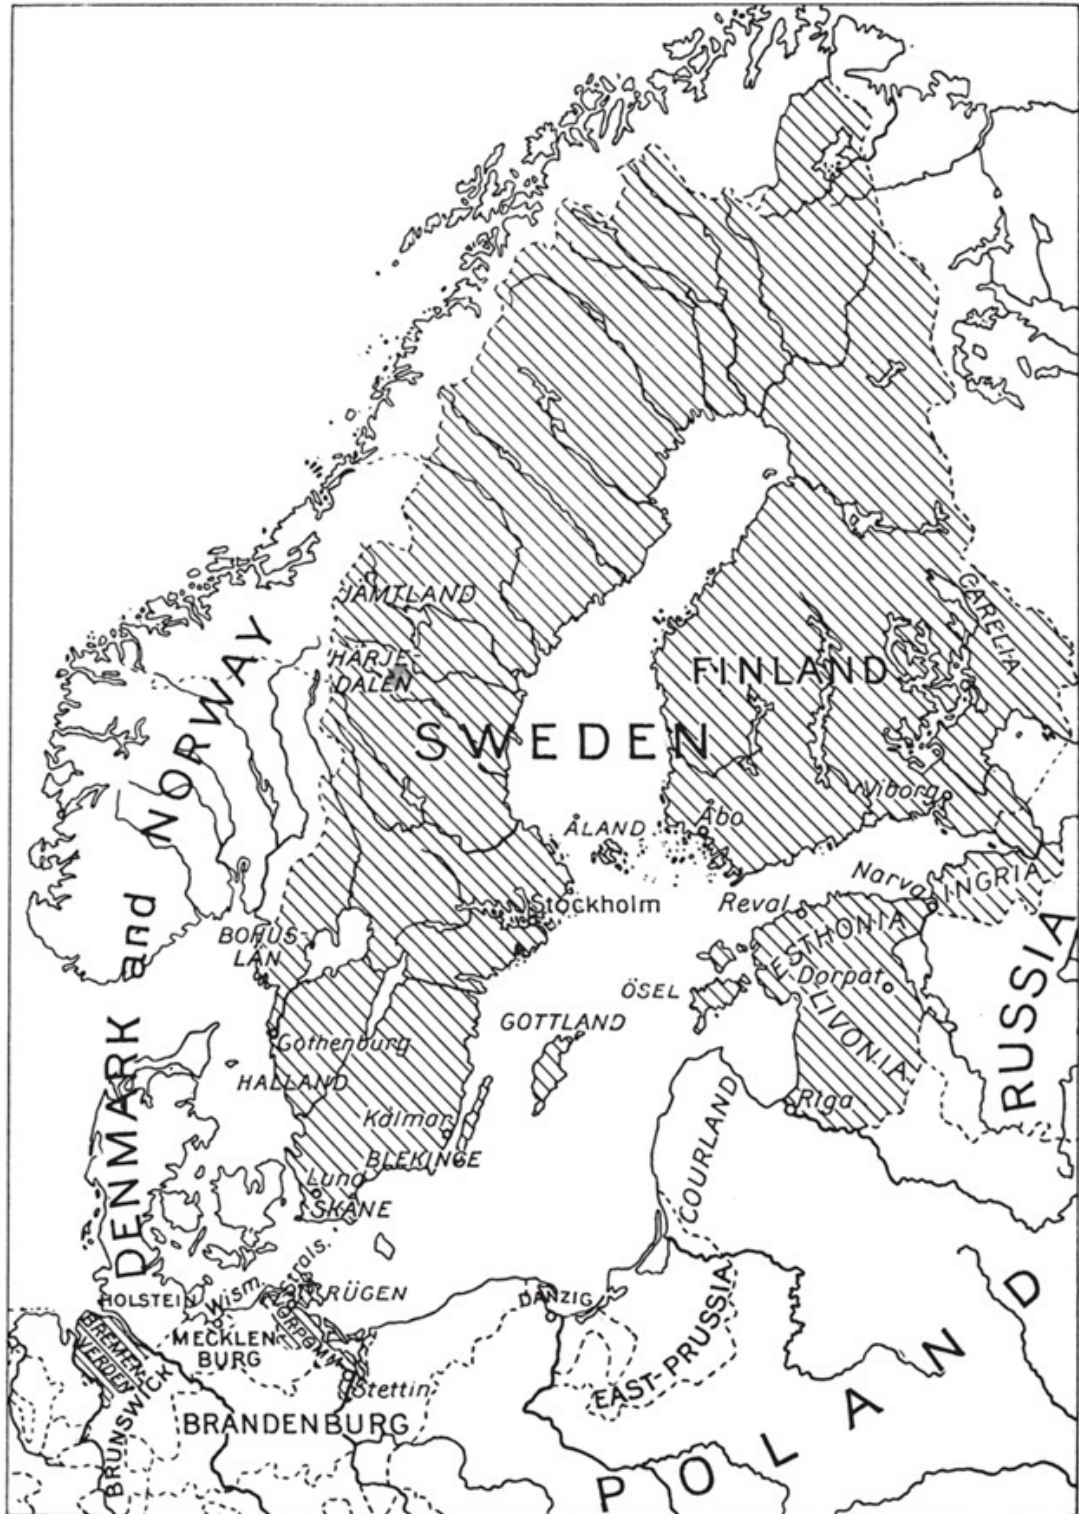 JÄMTLAND
HÄRJE-
DALEN
NORWAY
and
DENMARK
SWEDEN
FINLAND
CARELIA
Viborg
Åbo
ÅLAND
Narva
INGRIA
Stockholm
Reval
ESTHONIA
BOHUS-
LÄN
Dorpat
ÖSEL
LIVONIA
RUSSIA
GOTTLAND
Gothenburg
HALLAND
Kalmar
Riga
BLEKINGE
COURLAND
Lund
SKÅNE
Strals.
Wism.
RÜGEN
HOLSTEIN
DANZIG
BREMEN-
VERDEN
MECKLEN
BURG
Stettin
EAST-PRUSSIA
BRUNSWICK
BRANDENBURG
POLAND